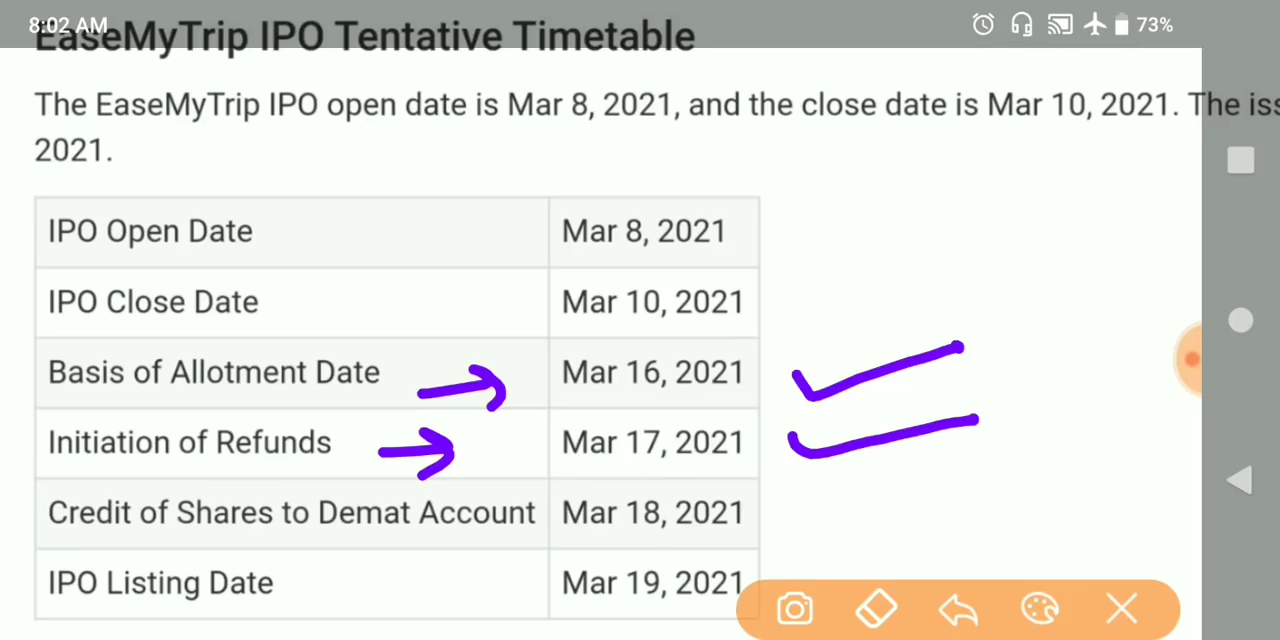 8:02 AM
73%
EaseMyTrip IPO Tentative Timetable
The EaseMyTrip IPO open date is Mar 8, 2021, and the close date is Mar 10, 2021. The iss
2021.
IPO Open Date Mar 8, 2021
IPO Close Date Mar 10, 2021
Basis of Allotment Date Mar 16, 2021
Initiation of Refunds Mar 17, 2021
Credit of Shares to Demat Account Mar 18, 2021
IPO Listing Date Mar 19, 2021